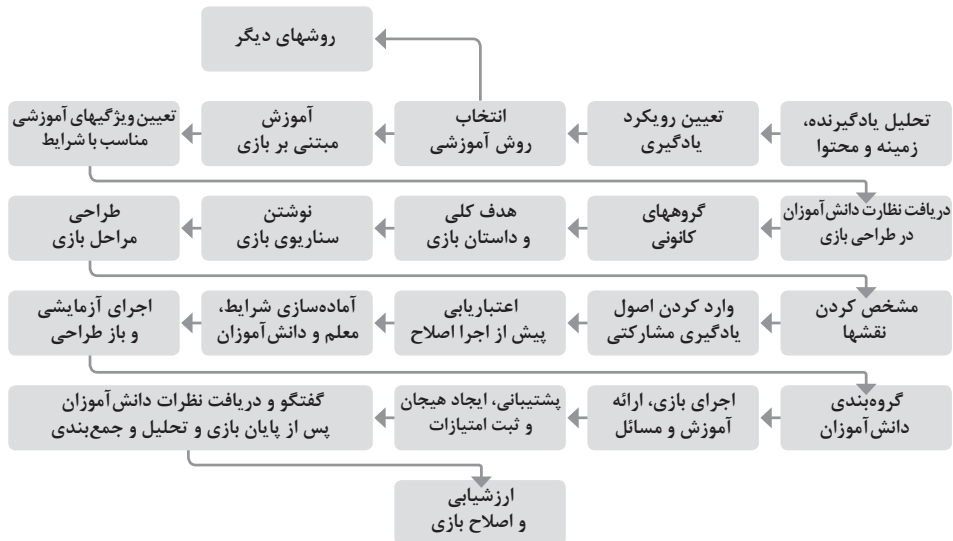 روشهای دیگر
تحلیل یادگیرنده،
زمینه و محتوا
تعیین رویکرد
یادگیری
انتخاب
روش آموزشی
آموزش
مبتنی بر بازی
تعیین ویژگیهای آموزشی
مناسب با شرایط
دریافت نظارت دانش‌آموزان
در طراحی بازی
گروههای
کانونی
هدف کلی
و داستان بازی
نوشتن
سناریوی بازی
طراحی
مراحل بازی
مشخص کردن
نقشها
وارد کردن اصول
یادگیری مشارکتی
اعتباریابی
پیش از اجرا اصلاح
آماده‌سازی شرایط،
معلم و دانش‌آموزان
اجرای آزمایشی
و باز طراحی
گروه‌بندی
دانش‌آموزان
اجرای بازی، ارائه
آموزش و مسائل
پشتیبانی، ایجاد هیجان
و ثبت امتیازات
گفتگو و دریافت نظرات دانش‌آموزان
پس از پایان بازی و تحلیل و جمع‌بندی
ارزشیابی
و اصلاح بازی